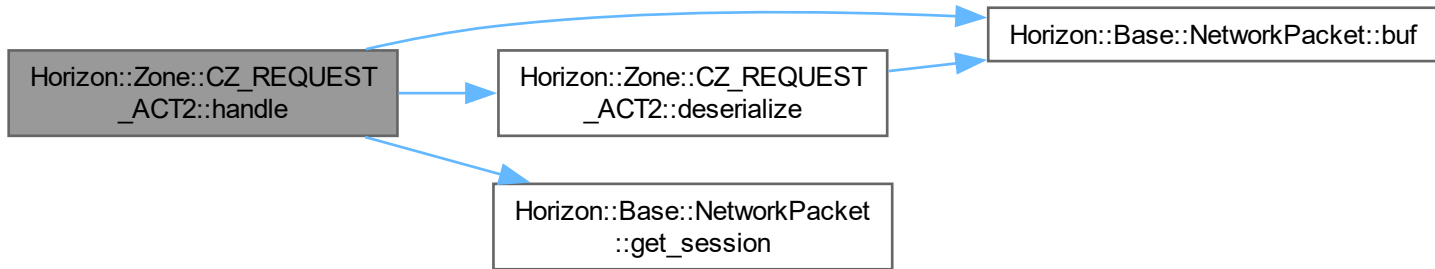 Horizon::Zone::CZ_REQUEST
_ACT2::handle
Horizon::Zone::CZ_REQUEST
_ACT2::deserialize
Horizon::Base::NetworkPacket::buf
Horizon::Base::NetworkPacket
::get_session